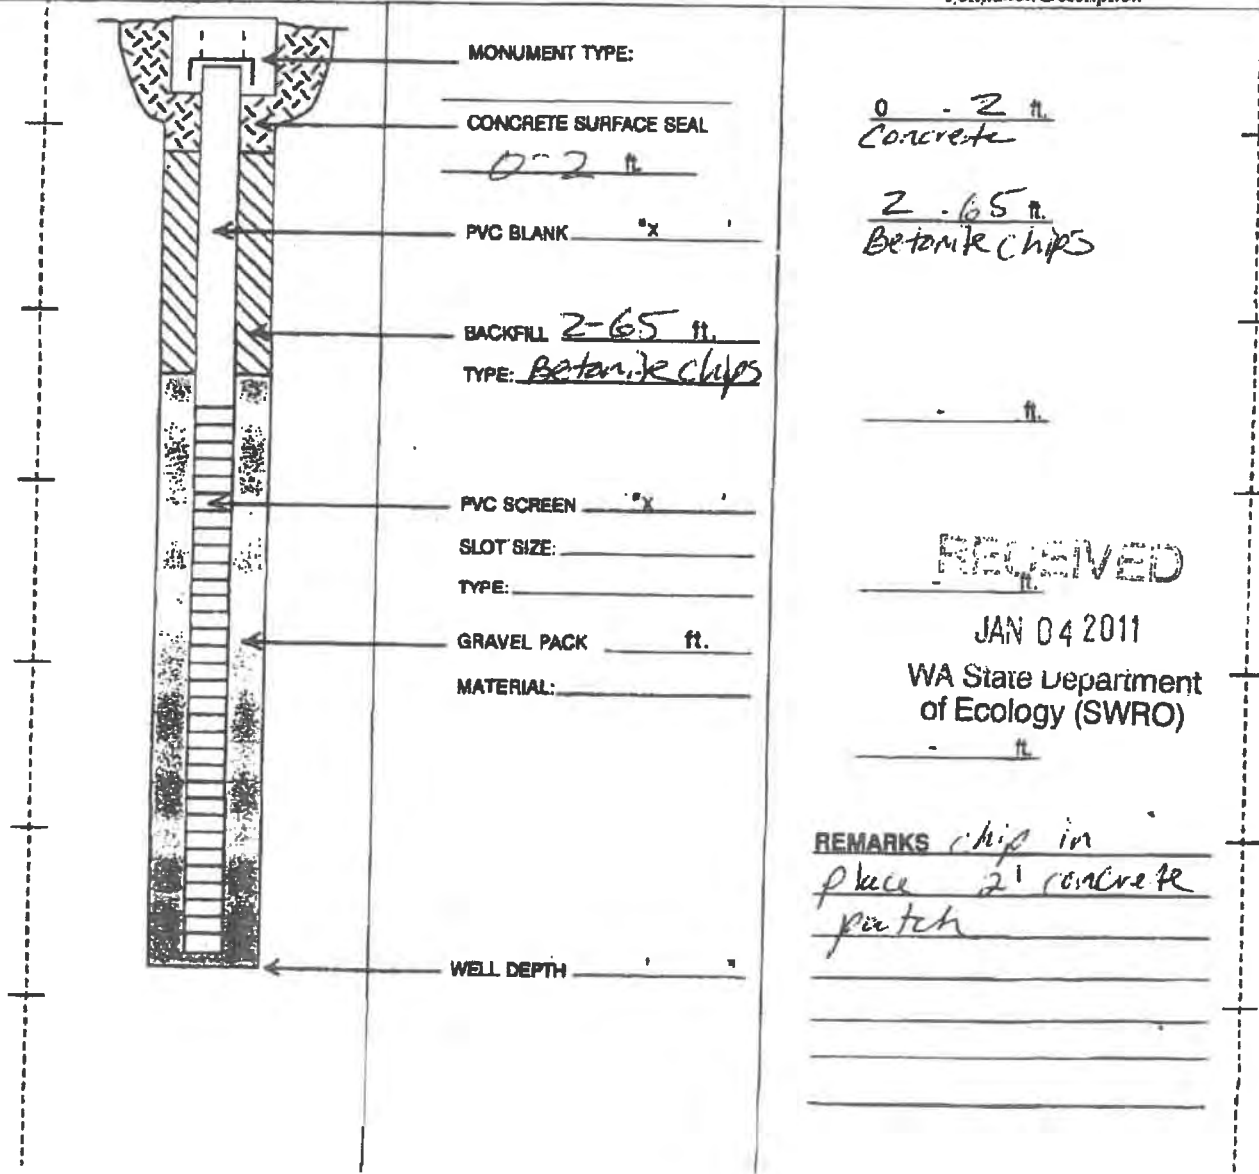 MONUMENT TYPE:
CONCRETE SURFACE SEAL
0-2 ft.
PVC BLANK "x '
BACKFILL 2-65 ft.
TYPE: Betonite chips
PVC SCREEN "x '
SLOT SIZE:
TYPE:
GRAVEL PACK ft.
MATERIAL:
WELL DEPTH ' "
0 - 2 ft.
Concrete
2 - 65 ft.
Betonite chips
- ft.
RECEIVED
- ft.
JAN 04 2011
WA State Department
of Ecology (SWRO)
- ft.
REMARKS chip in
place 2' concrete
patch